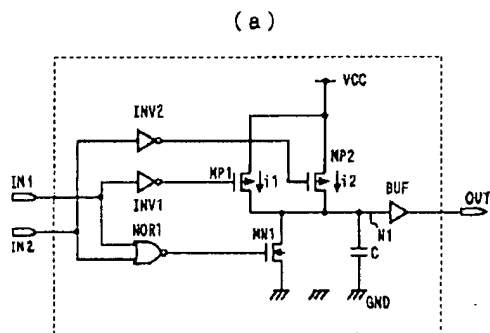 (a)
VCC
INV2
MP2
MP1
i1
i2
BUF
IN1
OUT
INV1
IN2
NOR1
MN1
N1
C
GND